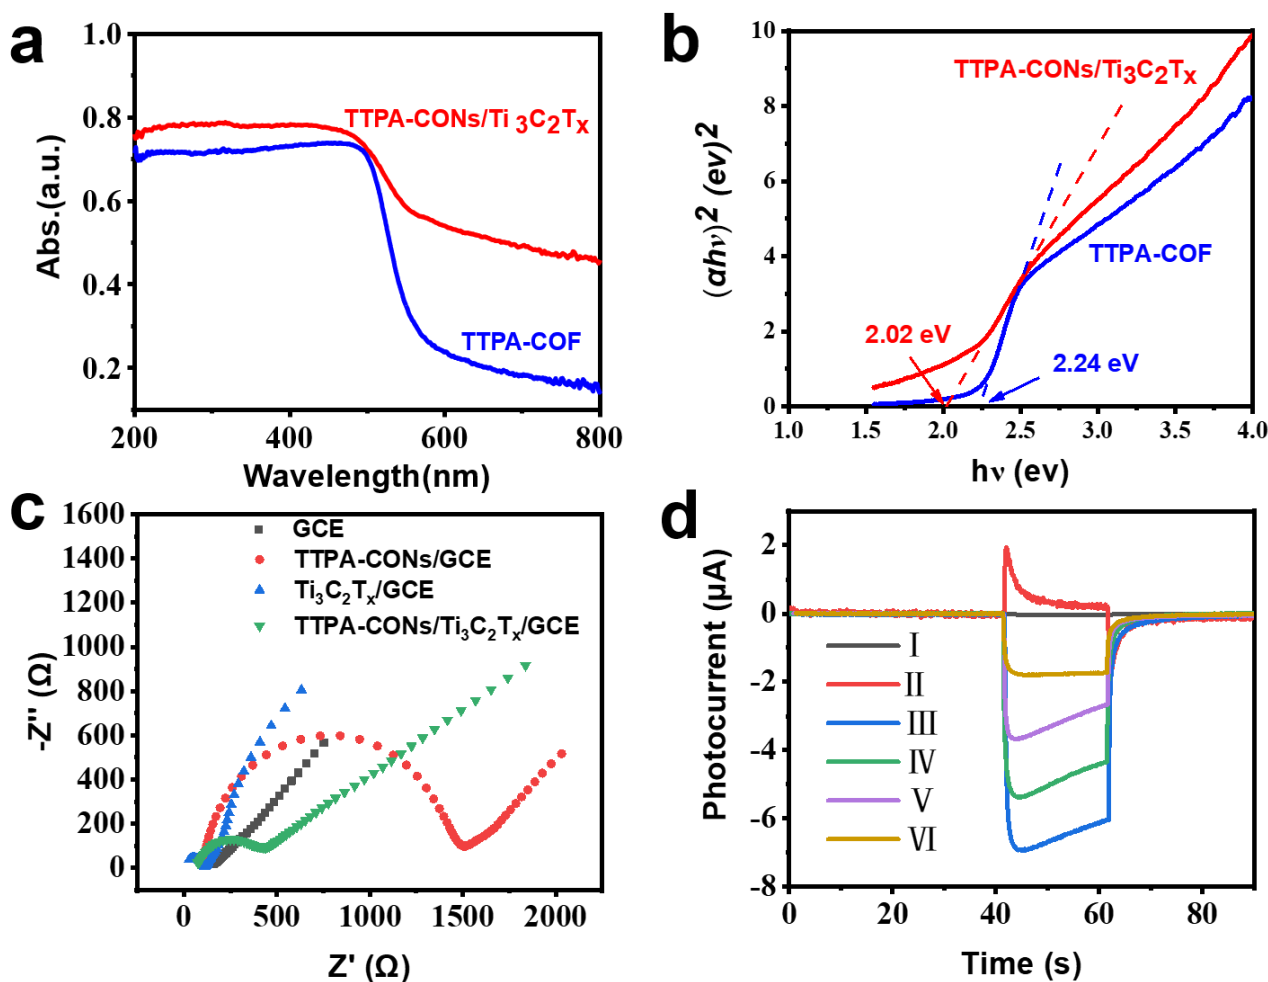 a
1.0
0.8
0.6
0.4
0.2
Abs.(a.u.)
TTPA-CONs/Ti 3C2Tx
TTPA-COF
200 400 600 800
Wavelength(nm)
b
10
8
6
4
2
0
(αhν)2 (ev)2
TTPA-CONs/Ti3C2Tx
TTPA-COF
2.02 eV
2.24 eV
1.0 1.5 2.0 2.5 3.0 3.5 4.0
hν (ev)
c
1600
1400
1200
1000
800
600
400
200
0
-Z'' (Ω)
GCE
TTPA-CONs/GCE
Ti3C2Tx/GCE
TTPA-CONs/Ti3C2Tx/GCE
0 500 1000 1500 2000
Z' (Ω)
d
2
0
-2
-4
-6
-8
Photocurrent (μA)
I
II
III
IV
V
VI
0 20 40 60 80
Time (s)